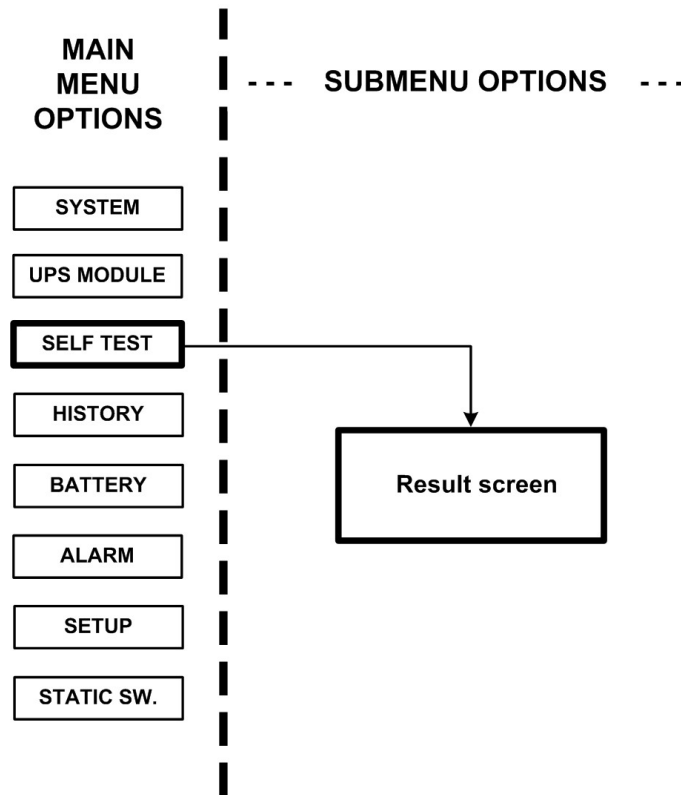 MAIN
MENU
OPTIONS
--- SUBMENU OPTIONS ---
SYSTEM
UPS MODULE
SELF TEST
HISTORY
BATTERY
ALARM
SETUP
STATIC SW.
Result screen